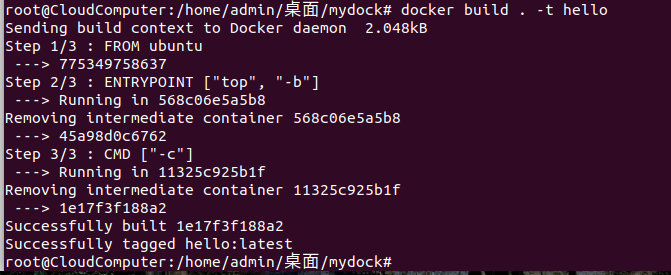 root@CloudComputer:/home/admin/桌面/mydock# docker build . -t hello
Sending build context to Docker daemon  2.048kB
Step 1/3 : FROM ubuntu
 ---> 775349758637
Step 2/3 : ENTRYPOINT ["top", "-b"]
 ---> Running in 568c06e5a5b8
Removing intermediate container 568c06e5a5b8
 ---> 45a98d0c6762
Step 3/3 : CMD ["-c"]
 ---> Running in 11325c925b1f
Removing intermediate container 11325c925b1f
 ---> 1e17f3f188a2
Successfully built 1e17f3f188a2
Successfully tagged hello:latest
root@CloudComputer:/home/admin/桌面/mydock#